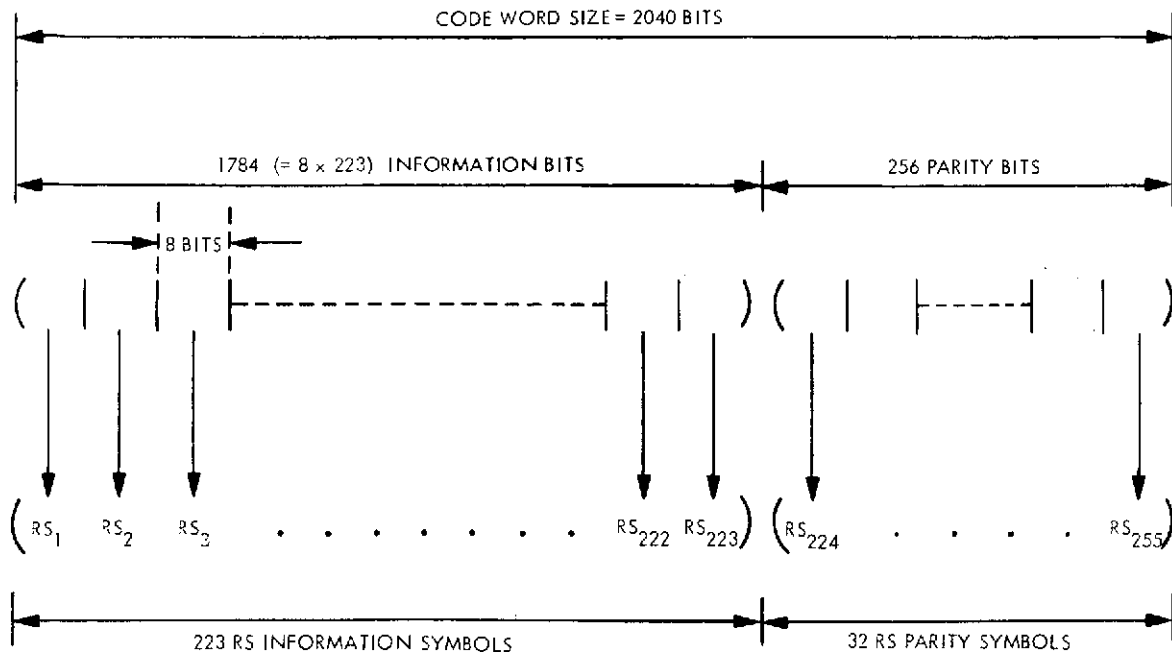 CODE WORD SIZE = 2040 BITS
1784 (= 8 × 223) INFORMATION BITS
256 PARITY BITS
8 BITS
RS₁ RS₂ RS₃ . . . . . . . RS₂₂₂ RS₂₂₃ RS₂₂₄ . . . . RS₂₅₅
223 RS INFORMATION SYMBOLS
32 RS PARITY SYMBOLS